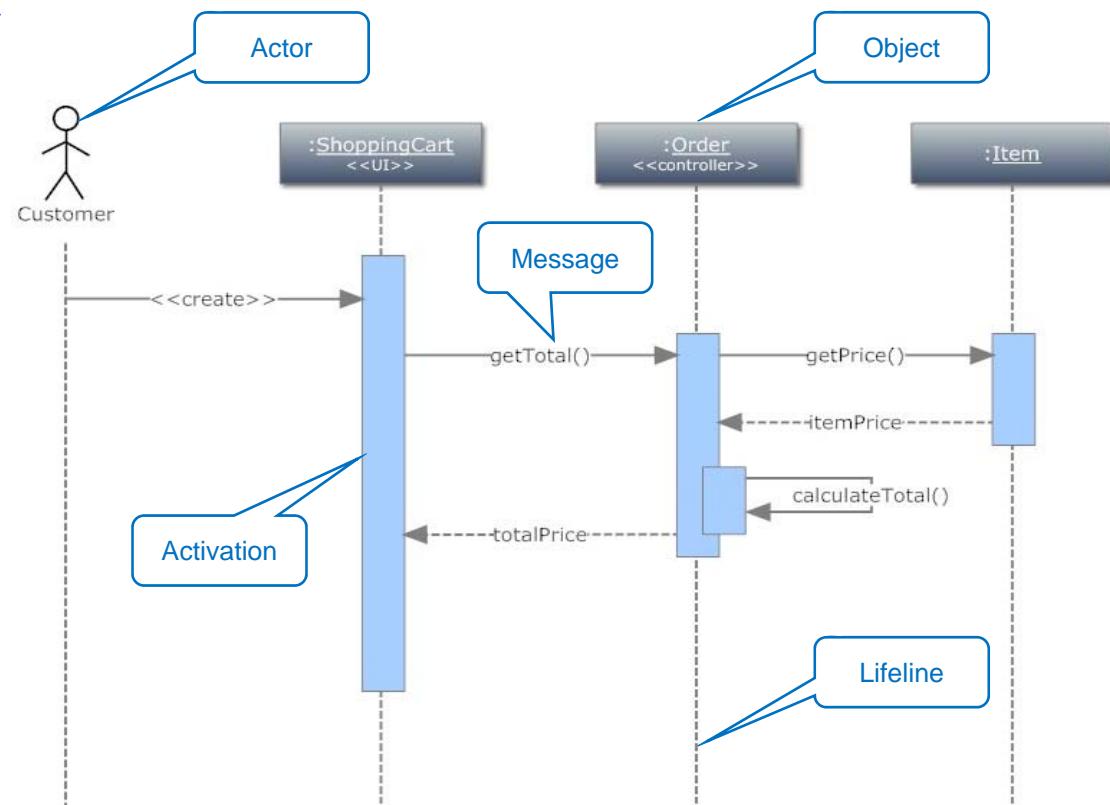 Actor
Object
:ShoppingCart
<<UI>>
:Order
<<controller>>
:Item
Customer
Message
<<create>>
getTotal()
getPrice()
itemPrice
calculateTotal()
totalPrice
Activation
Lifeline